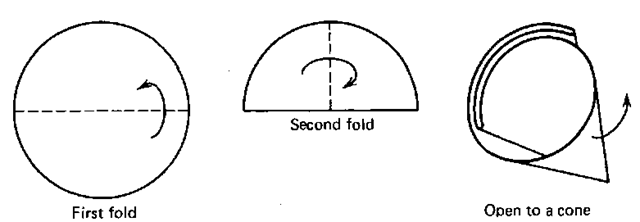 First fold
Second fold
Open to a cone